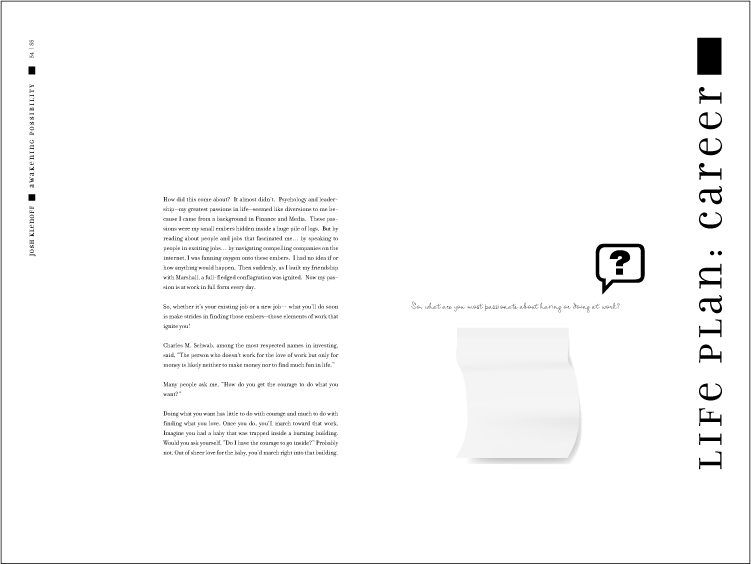 54 | 55
awakening POSSIBILITY
JOSH KLENOFF
How did this come about? It almost didn't. Psychology and leader-
ship—my greatest passions in life—seemed like diversions to me be-
cause I came from a background in Finance and Media. These pas-
sions were my small embers hidden inside a huge pile of logs. But by
reading about people and jobs that fascinated me… by speaking to
people in exciting jobs… by navigating compelling companies on the
internet, I was fanning oxygen onto these embers. I had no idea if or
how anything would happen. Then suddenly, as I built my friendship
with Marshall, a full-fledged conflagration was ignited. Now my pas-
sion is at work in full form every day.
So, whether it's your existing job or a new job— what you'll do soon
is make strides in finding those embers—those elements of work that
ignite you!
Charles M. Schwab, among the most respected names in investing,
said, "The person who doesn't work for the love of work but only for
money is likely neither to make money nor to find much fun in life."
Many people ask me, "How do you get the courage to do what you
want?"
Doing what you want has little to do with courage and much to do with
finding what you love. Once you do, you'll march toward that work.
Imagine you had a baby that was trapped inside a burning building.
Would you ask yourself, "Do I have the courage to go inside?" Probably
not. Out of sheer love for the baby, you'd march right into that building.
?
So, what are you most passionate about having or doing at work?
LIFE PLan: career